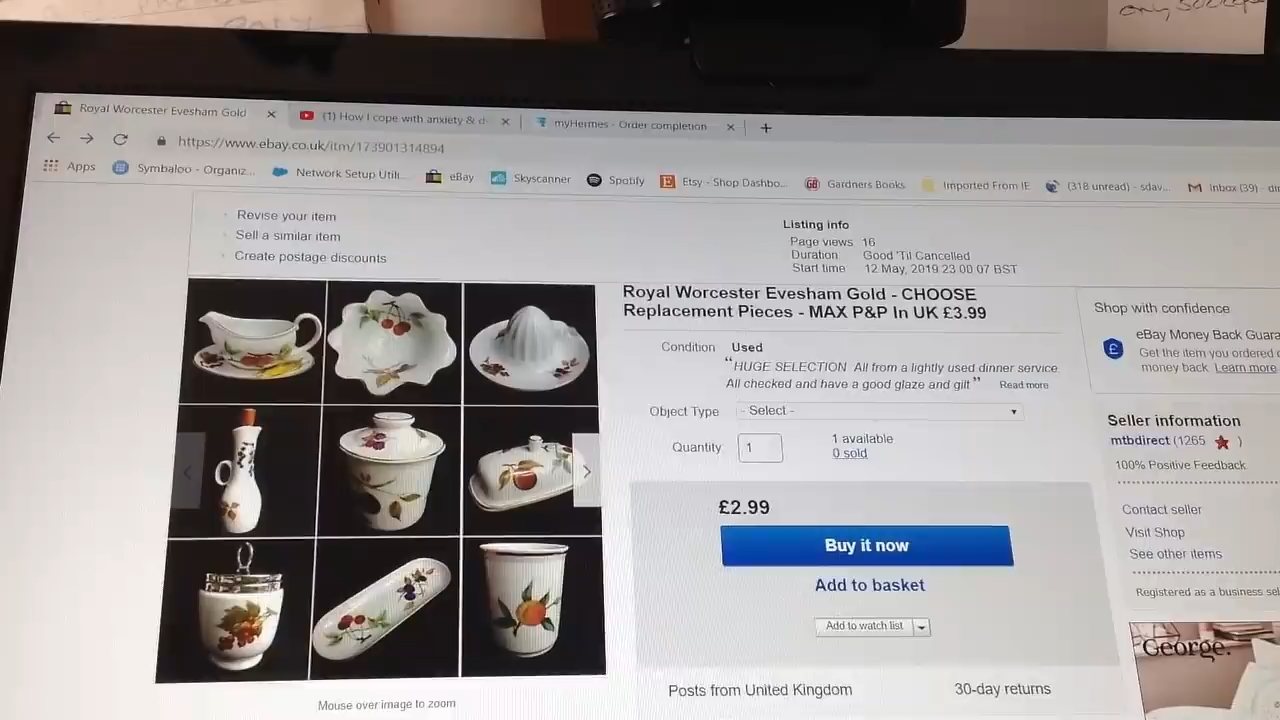 only
only
Royal Worcester Evesham Gold
(1) How I cope with anxiety & d
myHermes - Order completion
https://www.ebay.co.uk/itm/173901314894
Apps
Symbaloo - Organiz...
Network Setup Utili...
eBay
Skyscanner
Spotify
Etsy - Shop Dashbo...
Gardners Books
Imported From IE
(318 unread) - sdav...
Inbox (39) -
Revise your item
Sell a similar item
Create postage discounts
Listing info
Page views 16
Duration Good 'Til Cancelled
Start time 12 May, 2019 23:00:07 BST
Royal Worcester Evesham Gold - CHOOSE
Replacement Pieces - MAX P&P In UK £3.99
Condition Used
“HUGE SELECTION All from a lightly used dinner service.
All checked and have a good glaze and gilt” Read more
Object Type - Select -
Quantity 1
1 available
0 sold
£2.99
Buy it now
Add to basket
Add to watch list
Posts from United Kingdom 30-day returns
Mouse over image to zoom
Shop with confidence
eBay Money Back Guara
Get the item you ordered
money back. Learn more
Seller information
mtbdirect (1265 )
100% Positive Feedback
Contact seller
Visit Shop
See other items
Registered as a business sel
George.